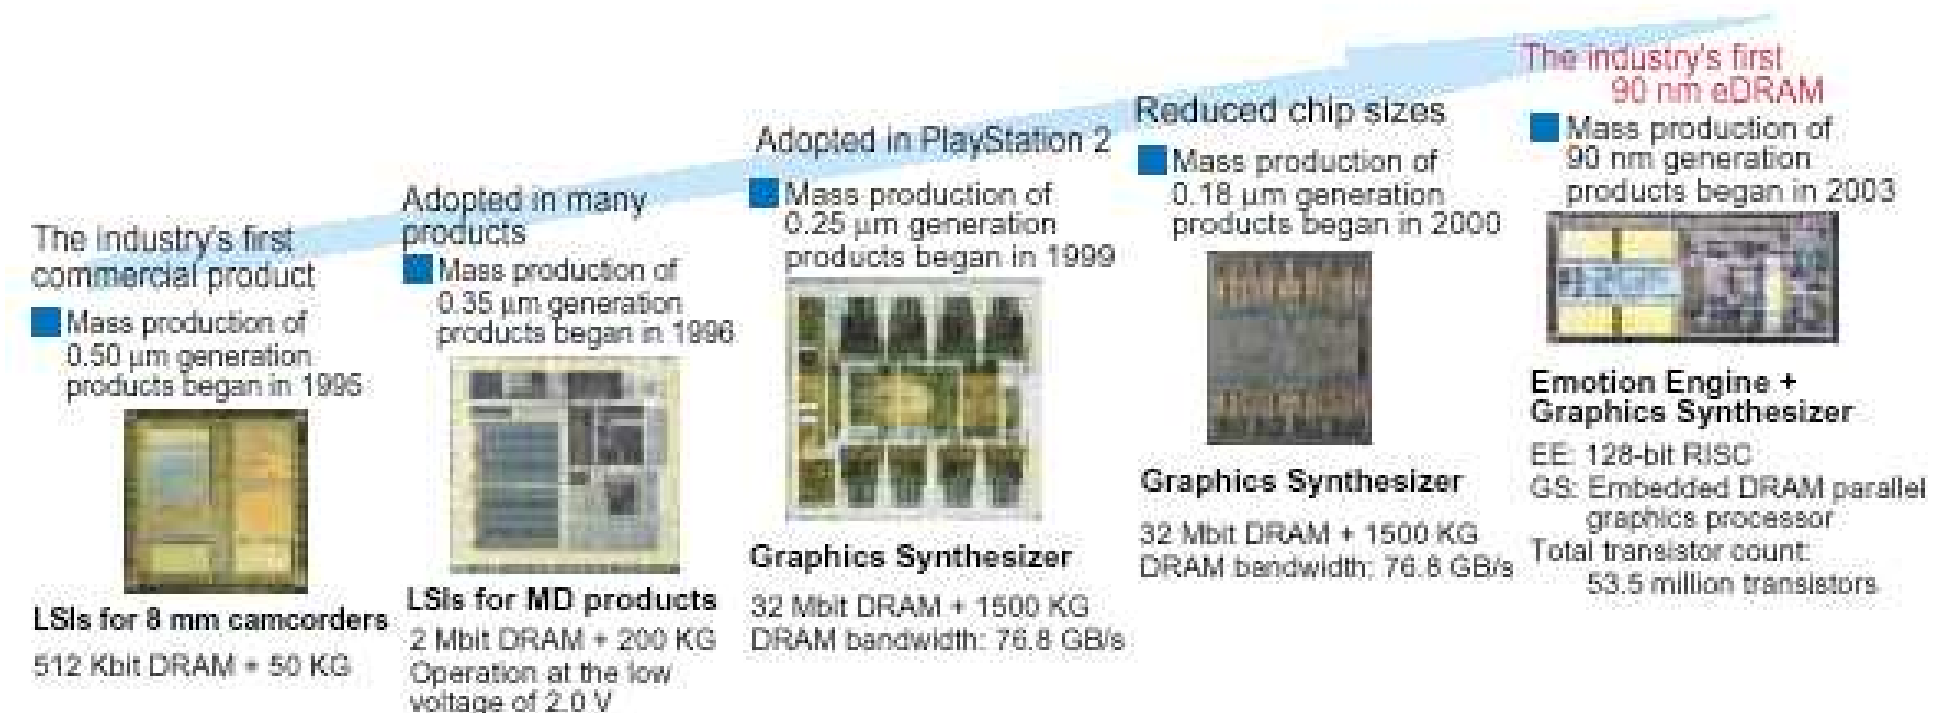 The industry's first
commercial product
Mass production of
0.50 µm generation
products began in 1995
LSIs for 8 mm camcorders
512 Kbit DRAM + 50 KG
Adopted in many
products
Mass production of
0.35 µm generation
products began in 1996
LSIs for MD products
2 Mbit DRAM + 200 KG
Operation at the low
voltage of 2.0 V
Adopted in PlayStation 2
Mass production of
0.25 µm generation
products began in 1999
Graphics Synthesizer
32 Mbit DRAM + 1500 KG
DRAM bandwidth: 76.8 GB/s
Reduced chip sizes
Mass production of
0.18 µm generation
products began in 2000
Graphics Synthesizer
32 Mbit DRAM + 1500 KG
DRAM bandwidth: 76.8 GB/s
The industry's first
90 nm eDRAM
Mass production of
90 nm generation
products began in 2003
Emotion Engine +
Graphics Synthesizer
EE: 128-bit RISC
GS: Embedded DRAM parallel
graphics processor
Total transistor count:
53.5 million transistors